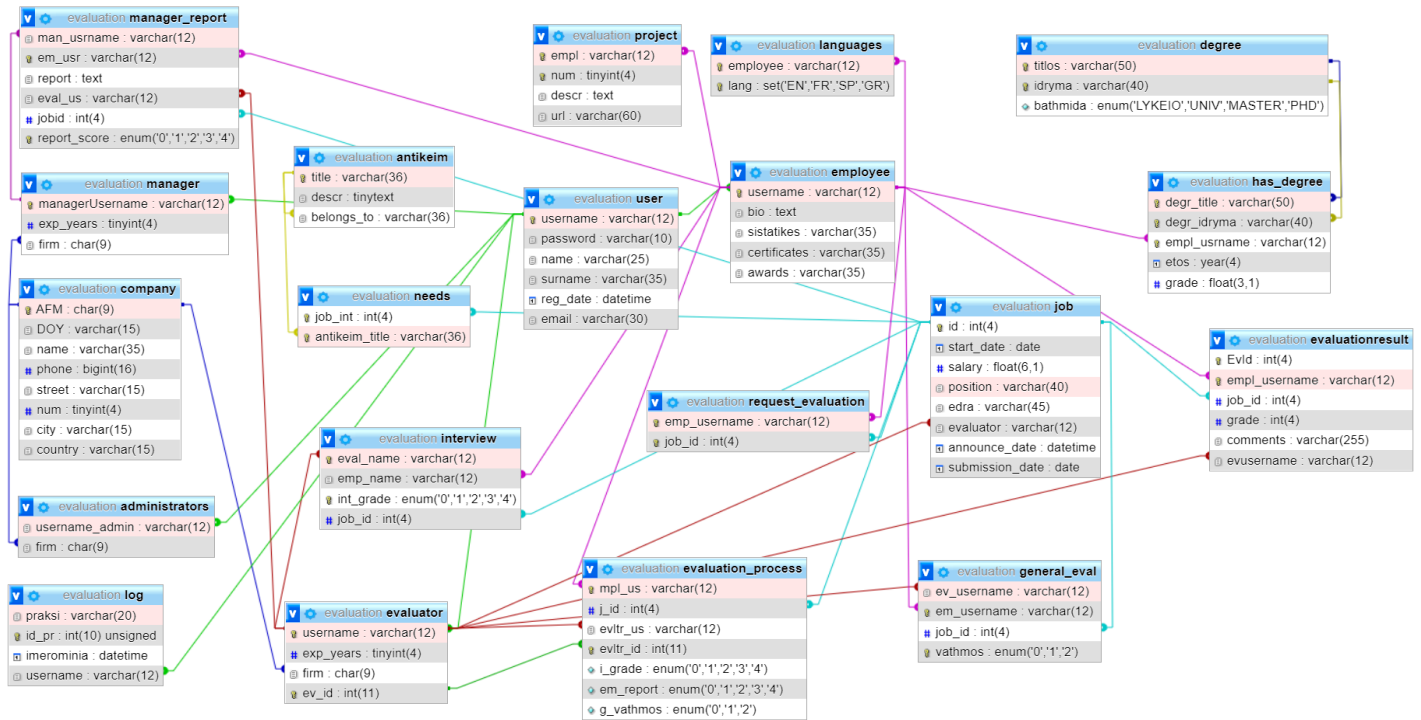 evaluation manager_report
man_usrname : varchar(12)
em_usr : varchar(12)
report : text
eval_us : varchar(12)
jobid : int(4)
report_score : enum('0','1','2','3','4')
evaluation project
empl : varchar(12)
num : tinyint(4)
descr : text
url : varchar(60)
evaluation languages
employee : varchar(12)
lang : set('EN','FR','SP','GR')
evaluation degree
titlos : varchar(50)
idryma : varchar(40)
bathmida : enum('LYKEIO','UNIV','MASTER','PHD')
evaluation antikeim
title : varchar(36)
descr : tinytext
belongs_to : varchar(36)
evaluation manager
managerUsername : varchar(12)
exp_years : tinyint(4)
firm : char(9)
evaluation user
username : varchar(12)
password : varchar(10)
name : varchar(25)
surname : varchar(35)
reg_date : datetime
email : varchar(30)
evaluation employee
username : varchar(12)
bio : text
sistatikes : varchar(35)
certificates : varchar(35)
awards : varchar(35)
evaluation has_degree
degr_title : varchar(50)
degr_idryma : varchar(40)
empl_usrname : varchar(12)
etos : year(4)
grade : float(3,1)
evaluation company
AFM : char(9)
DOY : varchar(15)
name : varchar(35)
phone : bigint(16)
street : varchar(15)
num : tinyint(4)
city : varchar(15)
country : varchar(15)
evaluation needs
job_int : int(4)
antikeim_title : varchar(36)
evaluation job
id : int(4)
start_date : date
salary : float(6,1)
position : varchar(40)
edra : varchar(45)
evaluator : varchar(12)
announce_date : datetime
submission_date : date
evaluation evaluationresult
EvId : int(4)
empl_username : varchar(12)
job_id : int(4)
grade : int(4)
comments : varchar(255)
evusername : varchar(12)
evaluation request_evaluation
emp_username : varchar(12)
job_id : int(4)
evaluation interview
eval_name : varchar(12)
emp_name : varchar(12)
int_grade : enum('0','1','2','3','4')
job_id : int(4)
evaluation administrators
username_admin : varchar(12)
firm : char(9)
evaluation log
praksi : varchar(20)
id_pr : int(10) unsigned
imerominia : datetime
username : varchar(12)
evaluation evaluator
username : varchar(12)
exp_years : tinyint(4)
firm : char(9)
ev_id : int(11)
evaluation evaluation_process
mpl_us : varchar(12)
j_id : int(4)
evltr_us : varchar(12)
evltr_id : int(11)
i_grade : enum('0','1','2','3','4')
em_report : enum('0','1','2','3','4')
g_vathmos : enum('0','1','2')
evaluation general_eval
ev_username : varchar(12)
em_username : varchar(12)
job_id : int(4)
vathmos : enum('0','1','2')